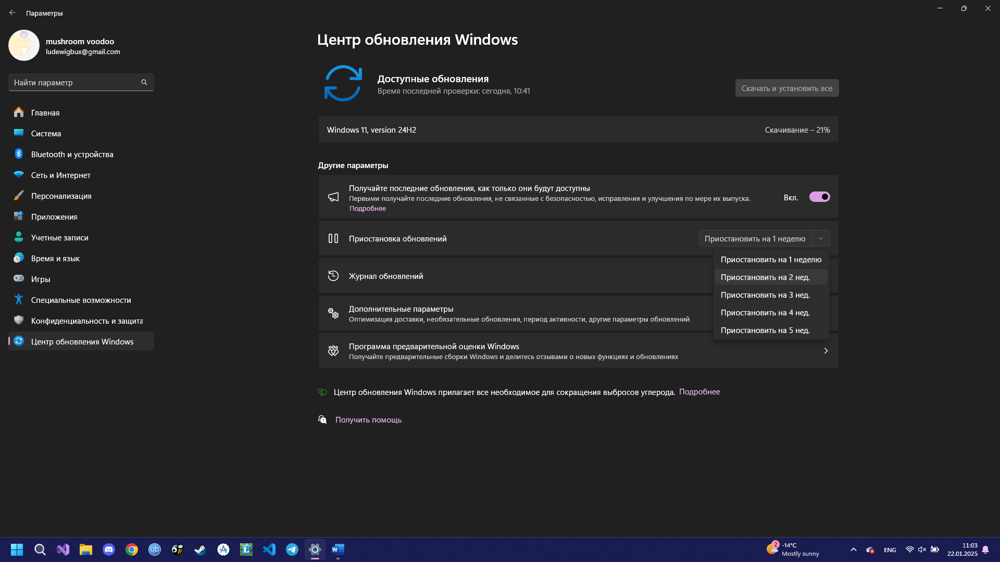 Параметры
mushroom voodoo
ludewigbux@gmail.com
Найти параметр
Главная
Система
Bluetooth и устройства
Сеть и Интернет
Персонализация
Приложения
Учетные записи
Время и язык
Игры
Специальные возможности
Конфиденциальность и защита
Центр обновления Windows
Центр обновления Windows
Доступные обновления
Время последней проверки: сегодня, 10:41
Скачать и установить все
Windows 11, version 24H2
Скачивание – 21%
Другие параметры
Получайте последние обновления, как только они будут доступны
Первыми получайте последние обновления, не связанные с безопасностью, исправления и улучшения по мере их выпуска.
Подробнее
Вкл.
Приостановка обновлений
Приостановить на 1 неделю
Приостановить на 1 неделю
Приостановить на 2 нед.
Приостановить на 3 нед.
Приостановить на 4 нед.
Приостановить на 5 нед.
Журнал обновлений
Дополнительные параметры
Оптимизация доставки, необязательные обновления, период активности, другие параметры обновлений
Программа предварительной оценки Windows
Получайте предварительные сборки Windows и делитесь отзывами о новых функциях и обновлениях
Центр обновления Windows прилагает все необходимое для сокращения выбросов углерода. Подробнее
Получить помощь
qb
2
-14°C
Mostly sunny
ENG
11:03
22.01.2025